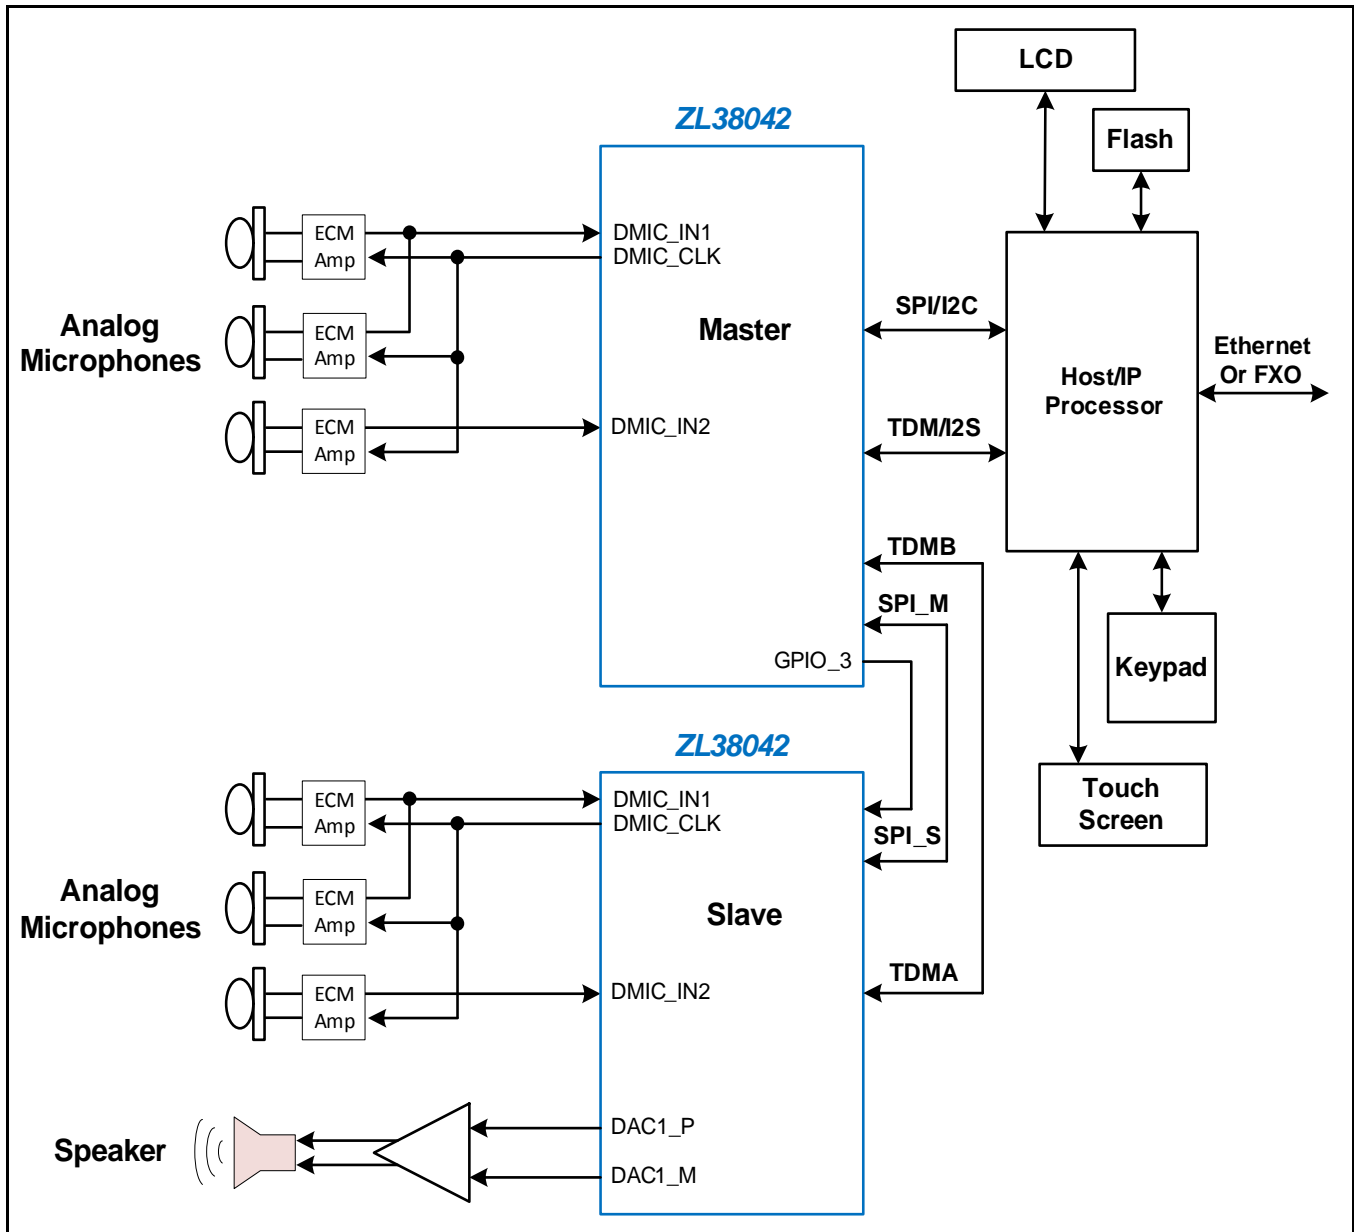 LCD
ZL38042
Flash
ECM
Amp
DMIC_IN1
DMIC_CLK
Analog
Microphones
ECM
Amp
Master
SPI/I2C
Host/IP
Processor
Ethernet
Or FXO
ECM
Amp
DMIC_IN2
TDM/I2S
TDMB
SPI_M
GPIO_3
Keypad
ZL38042
Touch
Screen
ECM
Amp
DMIC_IN1
DMIC_CLK
SPI_S
Analog
Microphones
ECM
Amp
Slave
TDMA
ECM
Amp
DMIC_IN2
Speaker
DAC1_P
DAC1_M